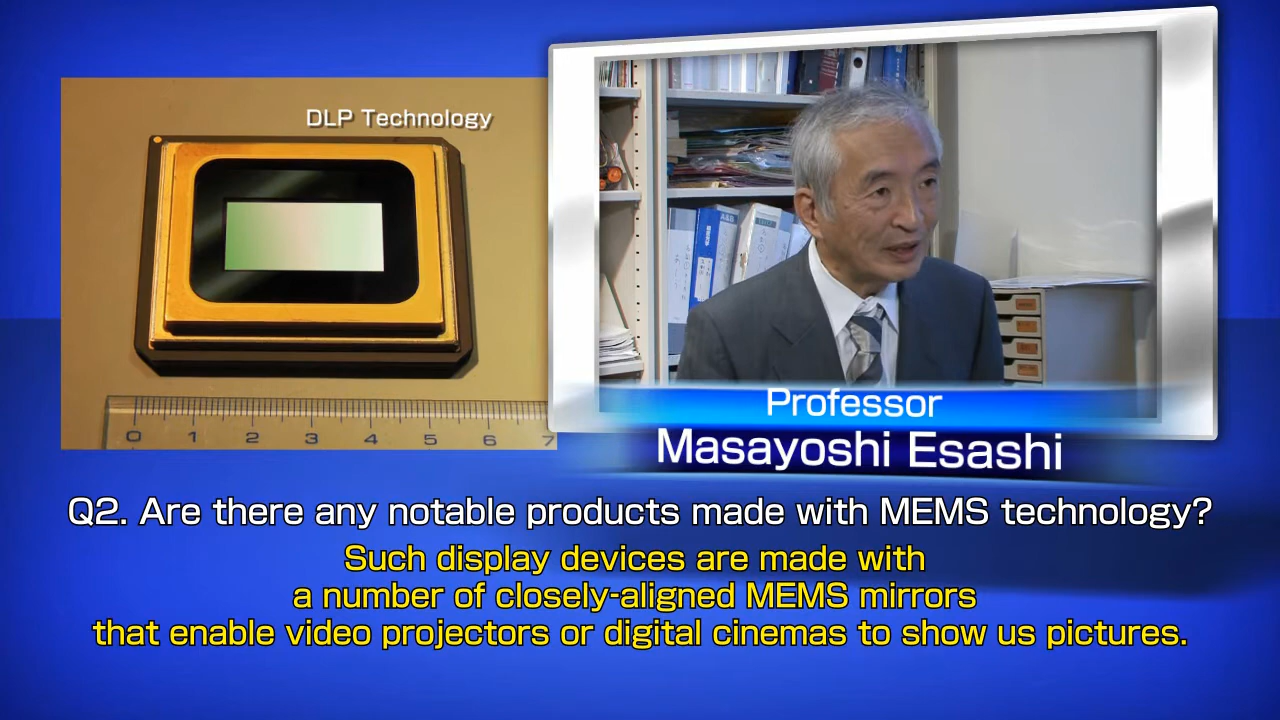 DLP Technology
0 1 2 3 4 5 6 7
Professor
Masayoshi Esashi
Q2. Are there any notable products made with MEMS technology?
Such display devices are made with
a number of closely-aligned MEMS mirrors
that enable video projectors or digital cinemas to show us pictures.